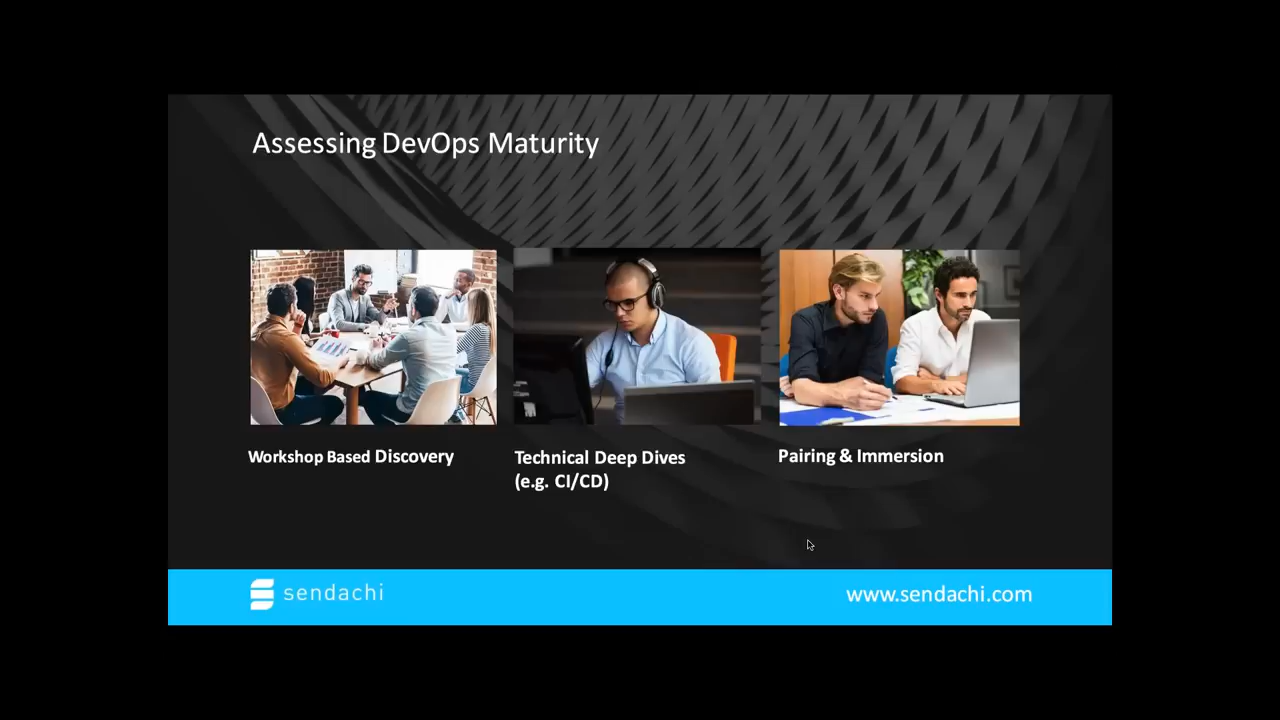 Assessing DevOps Maturity
Workshop Based Discovery
Technical Deep Dives
(e.g. CI/CD)
Pairing & Immersion
sendachi
www.sendachi.com